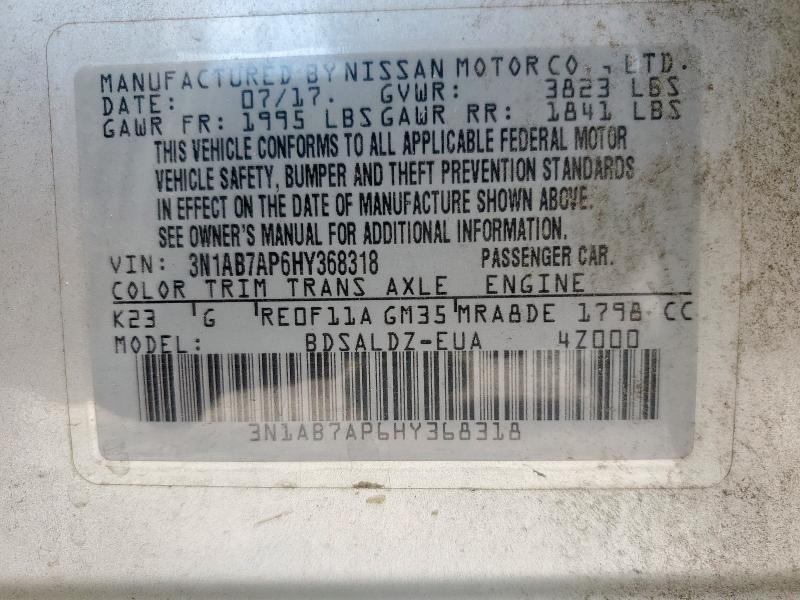 MANUFACTURED BY NISSAN MOTOR CO., LTD.
DATE: 07/17. GVWR: 3823 LBS
GAWR FR: 1995 LBS GAWR RR: 1841 LBS
THIS VEHICLE CONFORMS TO ALL APPLICABLE FEDERAL MOTOR
VEHICLE SAFETY, BUMPER AND THEFT PREVENTION STANDARDS
IN EFFECT ON THE DATE OF MANUFACTURE SHOWN ABOVE.
SEE OWNER'S MANUAL FOR ADDITIONAL INFORMATION.
VIN: 3N1AB7AP6HY368318 PASSENGER CAR.
COLOR TRIM TRANS AXLE ENGINE
K23 G RE0F11A GM35 MRA8DE 1798 CC
MODEL: BDSALDZ-EUA 4Z000
3N1AB7AP6HY368318